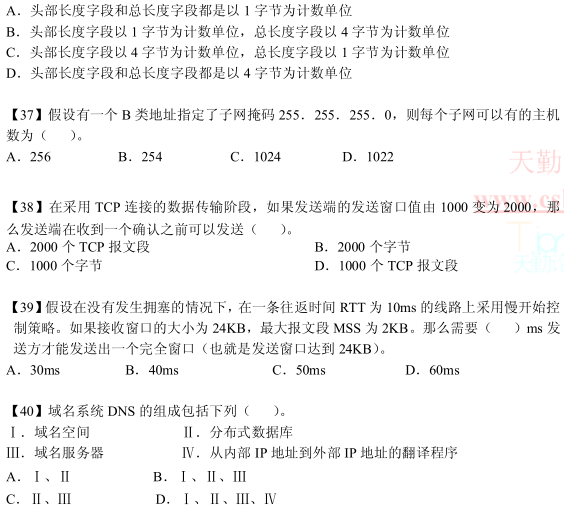 A．头部长度字段和总长度字段都是以 1 字节为计数单位
B．头部长度字段以 1 字节为计数单位，总长度字段以 4 字节为计数单位
C．头部长度字段以 4 字节为计数单位，总长度字段以 1 字节为计数单位
D．头部长度字段和总长度字段都是以 4 字节为计数单位
【37】假设有一个 B 类地址指定了子网掩码 255．255．255．0，则每个子网可以有的主机
数为（ ）。
A．256 B．254 C．1024 D．1022
天勤
【38】在采用 TCP 连接的数据传输阶段，如果发送端的发送窗口值由 1000 变为 2000，那
么发送端在收到一个确认之前可以发送（ ）。
A．2000 个 TCP 报文段 B．2000 个字节
C．1000 个字节 D．1000 个 TCP 报文段
【39】假设在没有发生拥塞的情况下，在一条往返时间 RTT 为 10ms 的线路上采用慢开始控
制策略。如果接收窗口的大小为 24KB，最大报文段 MSS 为 2KB。那么需要（ ）ms 发
送方才能发送出一个完全窗口（也就是发送窗口达到 24KB）。
A．30ms B．40ms C．50ms D．60ms
【40】域名系统 DNS 的组成包括下列（ ）。
Ⅰ．域名空间 Ⅱ．分布式数据库
Ⅲ．域名服务器 Ⅳ．从内部 IP 地址到外部 IP 地址的翻译程序
A．Ⅰ、Ⅱ B．Ⅰ、Ⅱ、Ⅲ
C．Ⅱ、Ⅲ D．Ⅰ、Ⅱ、Ⅲ、Ⅳ